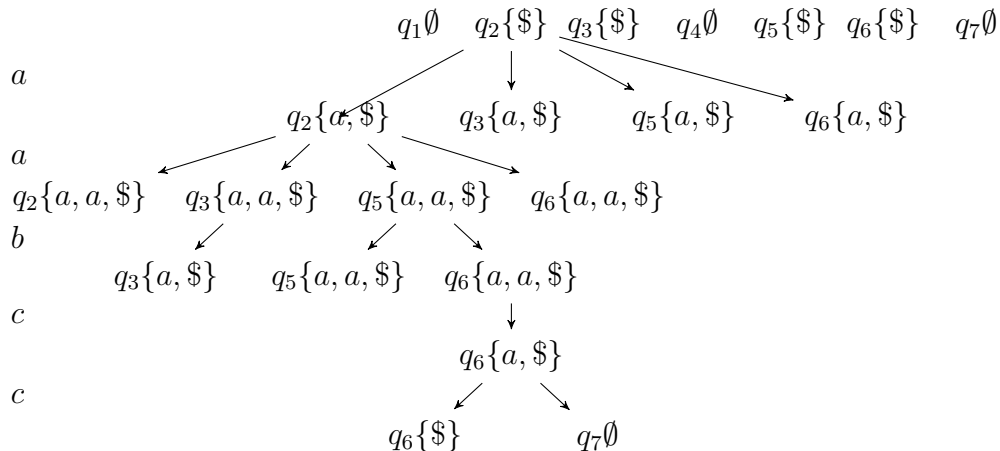 q₁∅ q₂{$} q₃{$} q₄∅ q₅{$} q₆{$} q₇∅
a
q₂{a, $} q₃{a, $} q₅{a, $} q₆{a, $}
a
q₂{a, a, $} q₃{a, a, $} q₅{a, a, $} q₆{a, a, $}
b
q₃{a, $} q₅{a, a, $} q₆{a, a, $}
c
q₆{a, $}
c
q₆{$} q₇∅